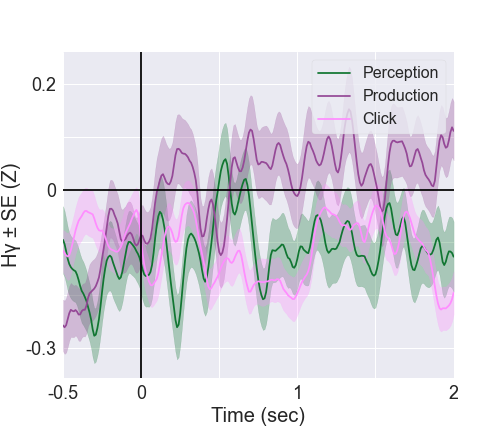 Perception
Production
Click
Hγ ± SE (Z)
0.2
0
-0.3
-0.5
0
1
2
Time (sec)